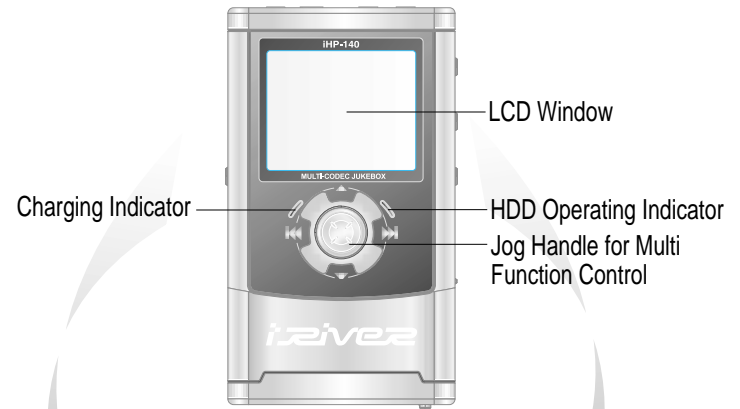 iHP-140
LCD Window
MULTI-CODEC JUKEBOX
Charging Indicator
HDD Operating Indicator
Jog Handle for Multi
Function Control
iRiver